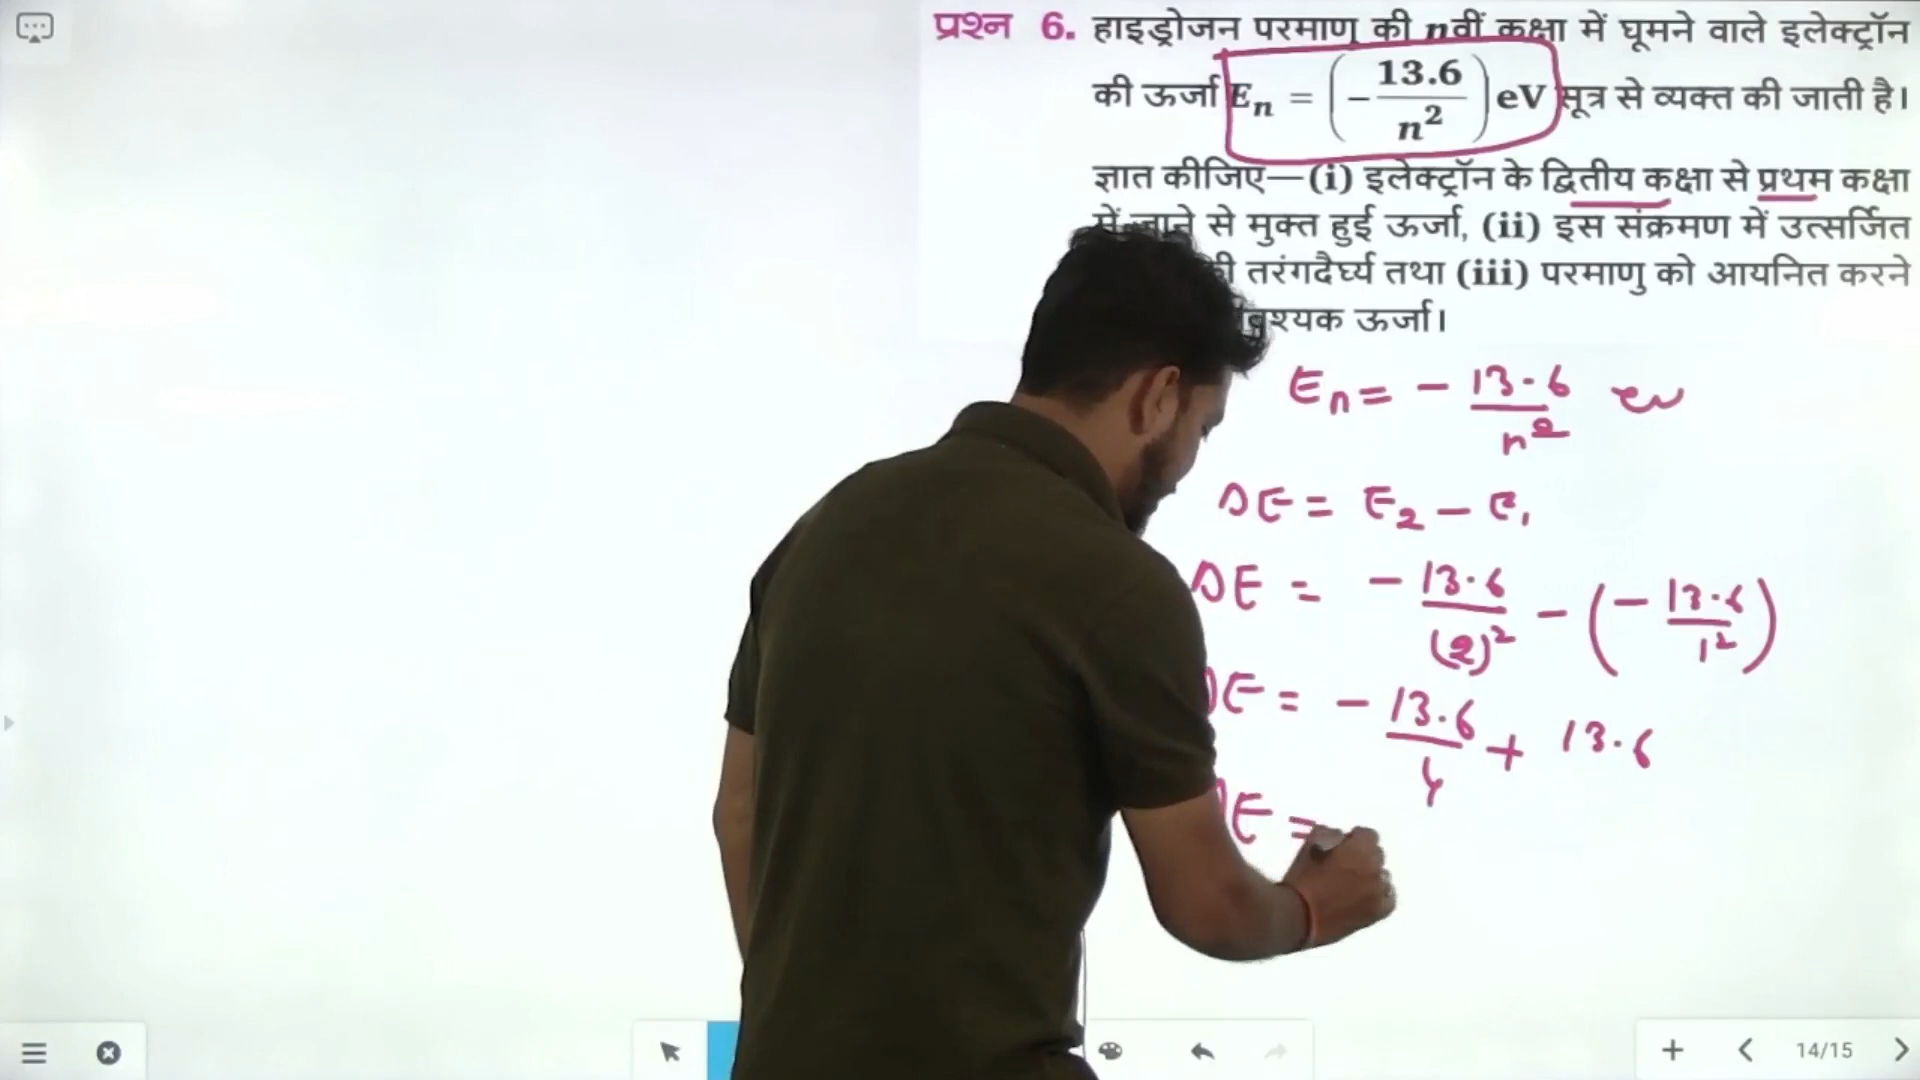 प्रश्न 6. हाइड्रोजन परमाणु की nवीं कक्षा में घूमने वाले इलेक्ट्रॉन
की ऊर्जा Eₙ = (−13.6/n²) eV सूत्र से व्यक्त की जाती है।
ज्ञात कीजिए—(i) इलेक्ट्रॉन के द्वितीय कक्षा से प्रथम कक्षा
में जाने से मुक्त हुई ऊर्जा, (ii) इस संक्रमण में उत्सर्जित
की तरंगदैर्घ्य तथा (iii) परमाणु को आयनित करने
ऊर्जा।
Eₙ = − 13.6/n² ev
ΔE = E₂ − E₁
ΔE = − 13.6/(2)² − (− 13.6/1²)
ΔE = − 13.6/4 + 13.6
ΔE =
14/15